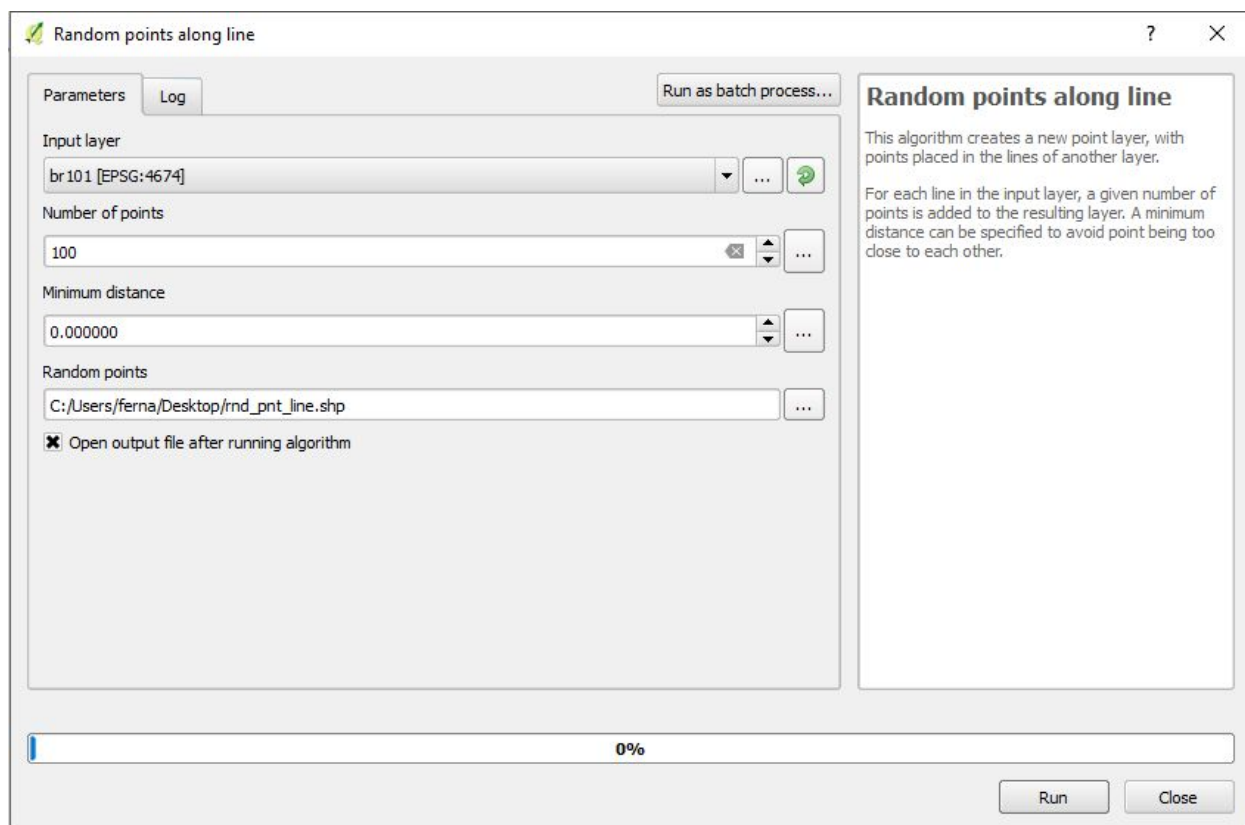 Random points along line
?
Parameters
Log
Run as batch process...
Input layer
br101 [EPSG:4674]
...
Number of points
100
...
Minimum distance
0.000000
...
Random points
C:/Users/ferna/Desktop/rnd_pnt_line.shp
...
Open output file after running algorithm
Random points along line
This algorithm creates a new point layer, with
points placed in the lines of another layer.
For each line in the input layer, a given number of
points is added to the resulting layer. A minimum
distance can be specified to avoid point being too
close to each other.
0%
Run
Close